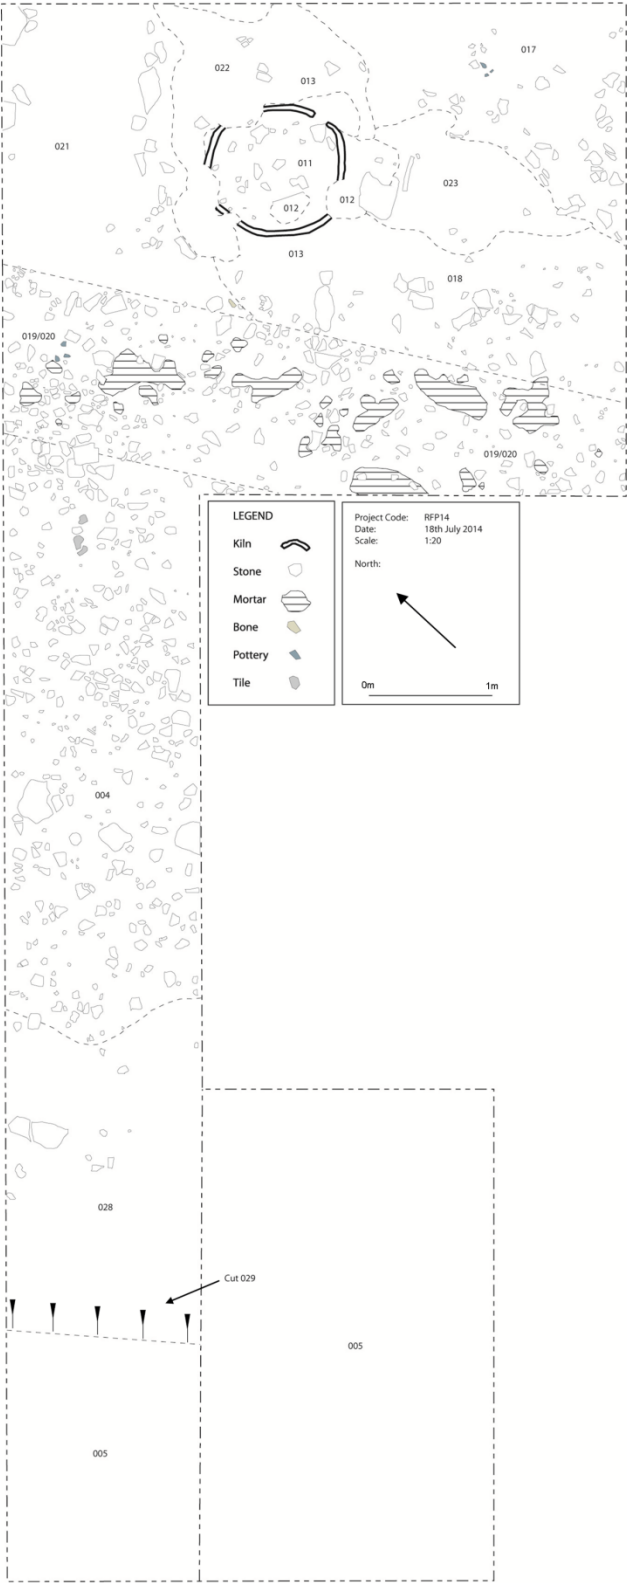 017
022
013
021
011
023
012
012
013
018
019/020
019/020
LEGEND
Kiln
Stone
Mortar
Bone
Pottery
Tile
Project Code: RFP14
Date: 18th July 2014
Scale: 1:20
North:
0m 1m
004
028
Cut 029
005
005